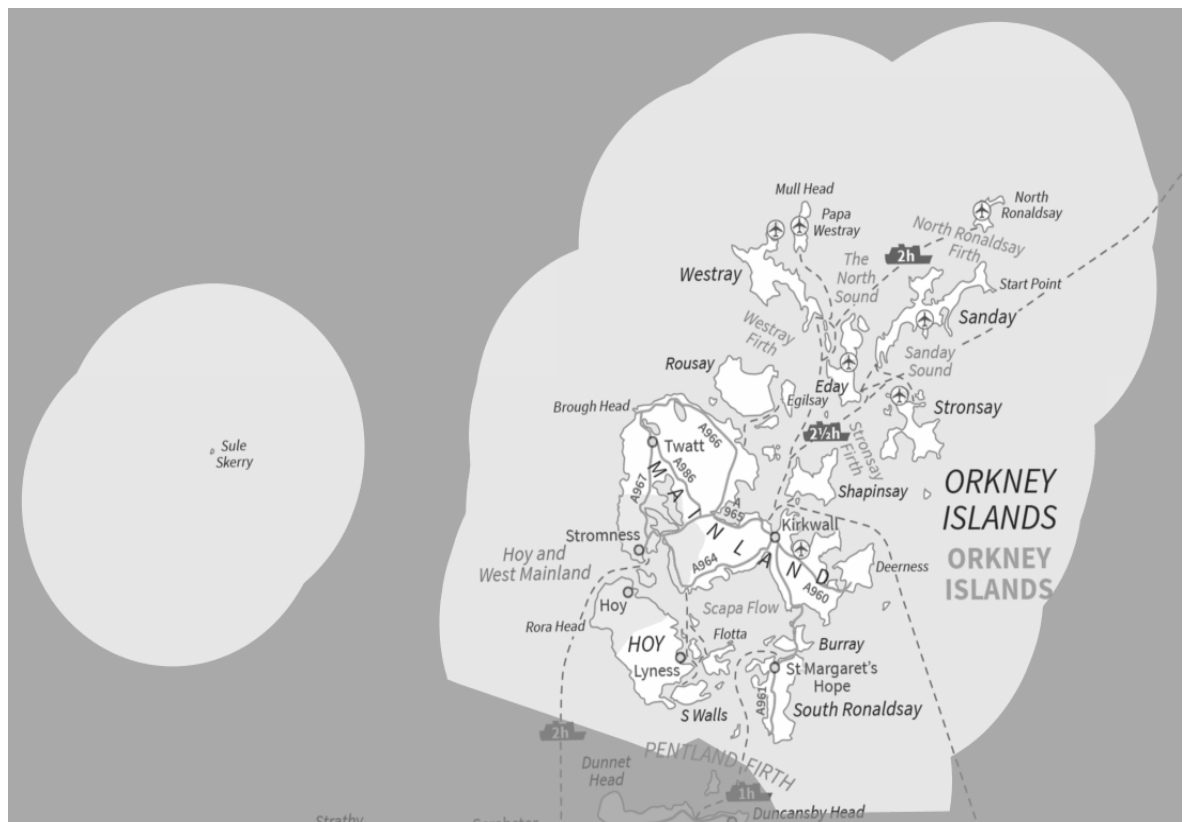 Mull Head
North
Ronaldsay
Papa
Westray
North Ronaldsay
Firth
2h
The
North
Sound
Westray
Start Point
Sanday
Westray
Firth
Sanday
Sound
Rousay
Eday
Egilsay
Stronsay
Brough Head
A966
2½h
Stronsay
Firth
Twatt
Sule
Skerry
A986
A967
MAINLAND
Shapinsay
ORKNEY
ISLANDS
A
965
Kirkwall
Stromness
ORKNEY
ISLANDS
Hoy and
West Mainland
A964
Deerness
A960
Hoy
Scapa Flow
Rora Head
HOY
Flotta
Burray
Lyness
St Margaret's
Hope
A961
South Ronaldsay
S Walls
2h
PENTLAND FIRTH
Dunnet
Head
1h
Duncansby Head
Strathy